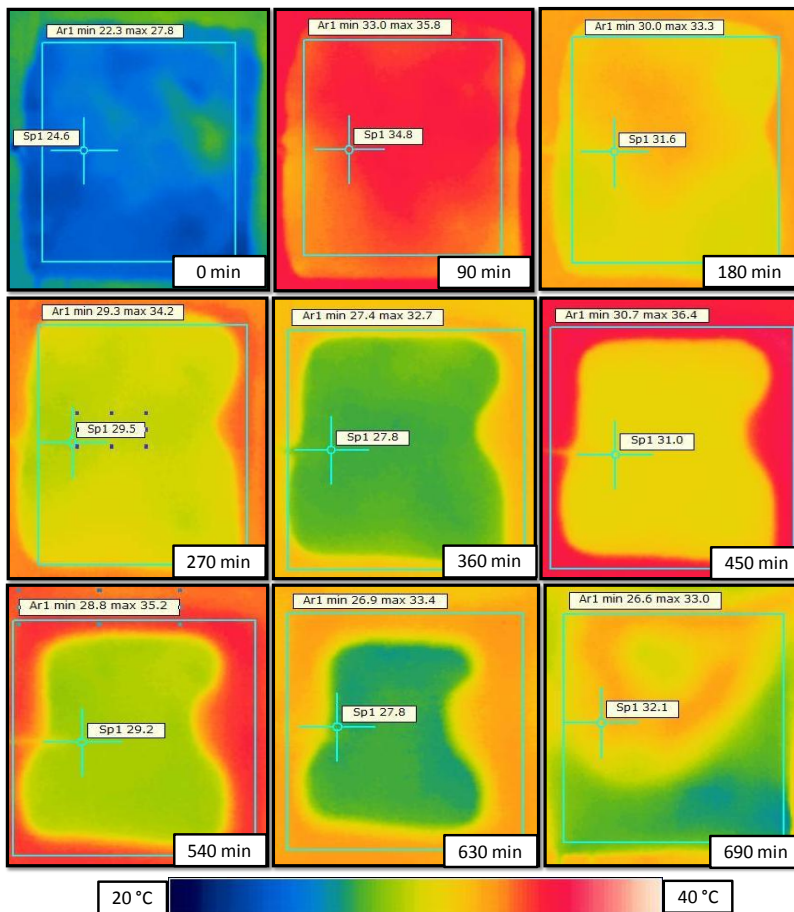 Ar1 min 22.3 max 27.8
Sp1 24.6
0 min
Ar1 min 33.0 max 35.8
Sp1 34.8
90 min
Ar1 min 30.0 max 33.3
Sp1 31.6
180 min
Ar1 min 29.3 max 34.2
Sp1 29.5
270 min
Ar1 min 27.4 max 32.7
Sp1 27.8
360 min
Ar1 min 30.7 max 36.4
Sp1 31.0
450 min
Ar1 min 28.8 max 35.2
Sp1 29.2
540 min
Ar1 min 26.9 max 33.4
Sp1 27.8
630 min
Ar1 min 26.6 max 33.0
Sp1 32.1
690 min
20 °C
40 °C